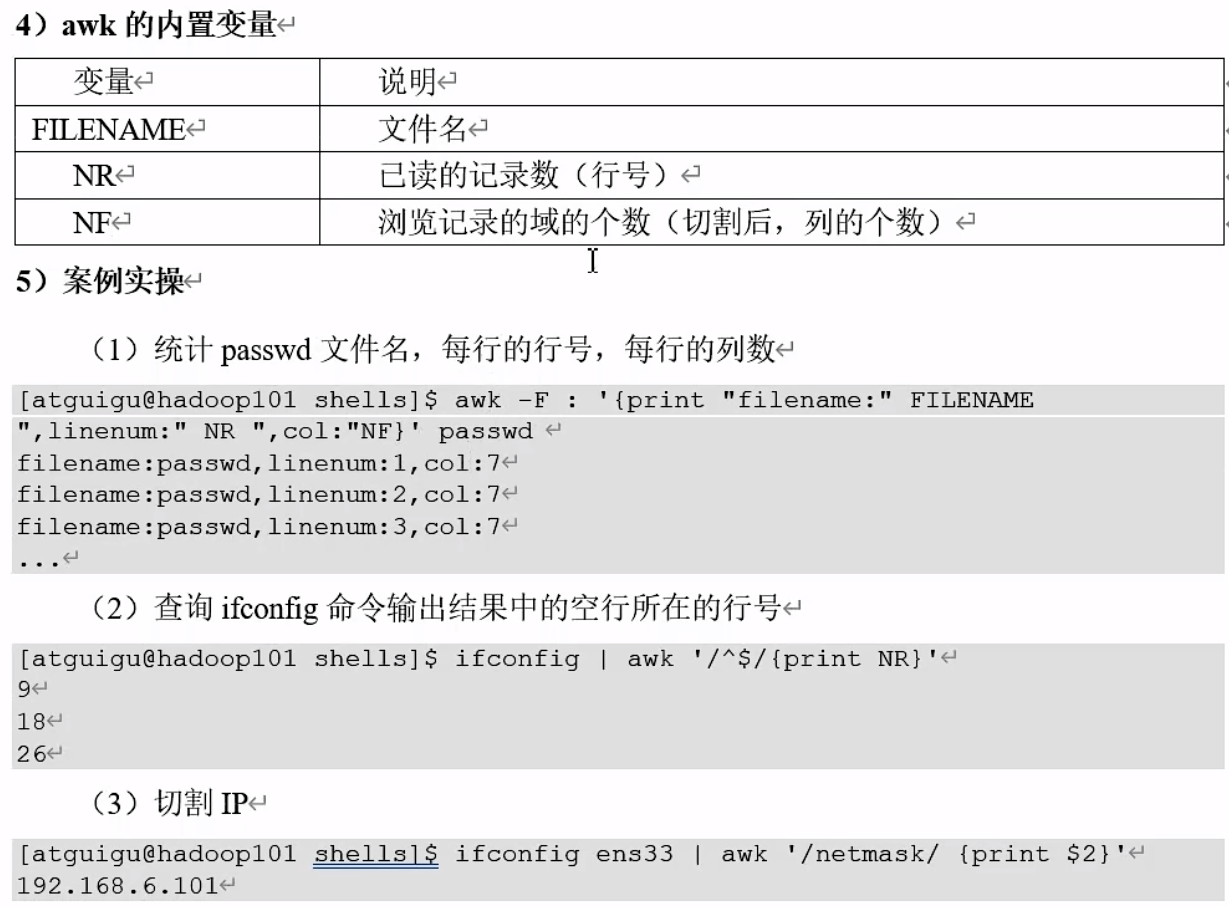 4）awk 的内置变量↵
变量↵ 说明↵
FILENAME↵ 文件名↵
NR↵ 已读的记录数（行号）↵
NF↵ 浏览记录的域的个数（切割后，列的个数）↵
5）案例实操↵
（1）统计 passwd 文件名，每行的行号，每行的列数↵
[atguigu@hadoop101 shells]$ awk -F : '{print "filename:" FILENAME
",linenum:" NR ",col:"NF}' passwd ↵
filename:passwd,linenum:1,col:7↵
filename:passwd,linenum:2,col:7↵
filename:passwd,linenum:3,col:7↵
...↵
（2）查询 ifconfig 命令输出结果中的空行所在的行号↵
[atguigu@hadoop101 shells]$ ifconfig | awk '/^$/{print NR}'↵
9↵
18↵
26↵
（3）切割 IP↵
[atguigu@hadoop101 shells]$ ifconfig ens33 | awk '/netmask/ {print $2}'↵
192.168.6.101↵